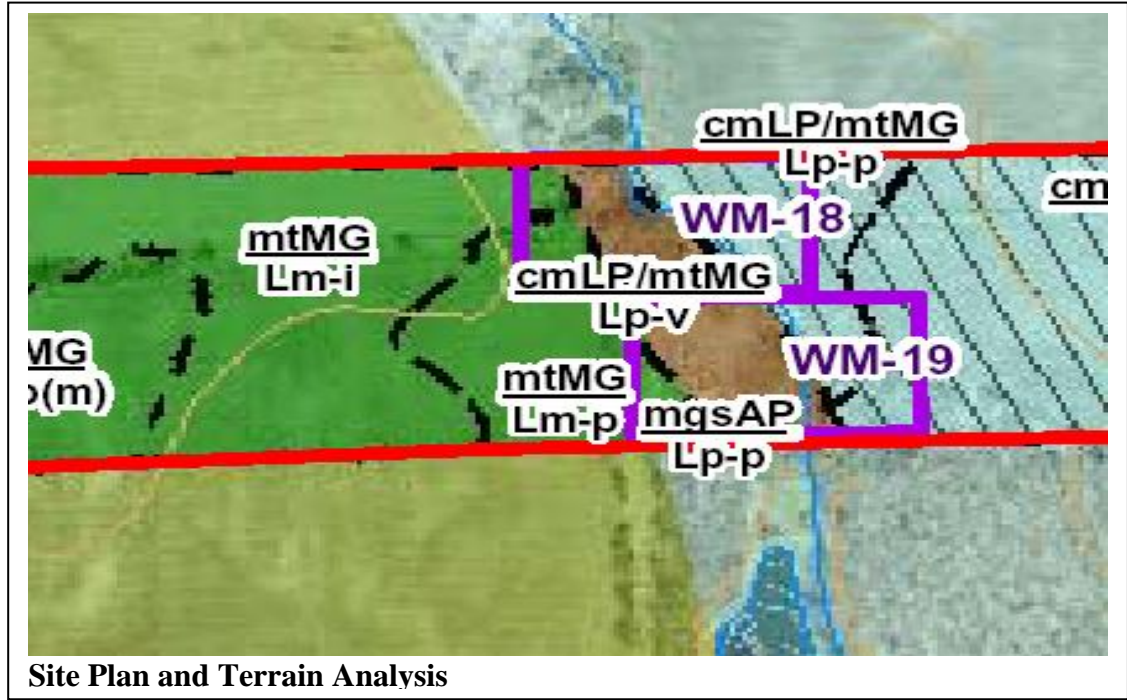 cmLP/mtMG
Lp-p
cm
WM-18
mtMG
Lm-i
cmLP/mtMG
Lp-v
MG
(m)
WM-19
mtMG
Lm-p
mgsAP
Lp-p
Site Plan and Terrain Analysis